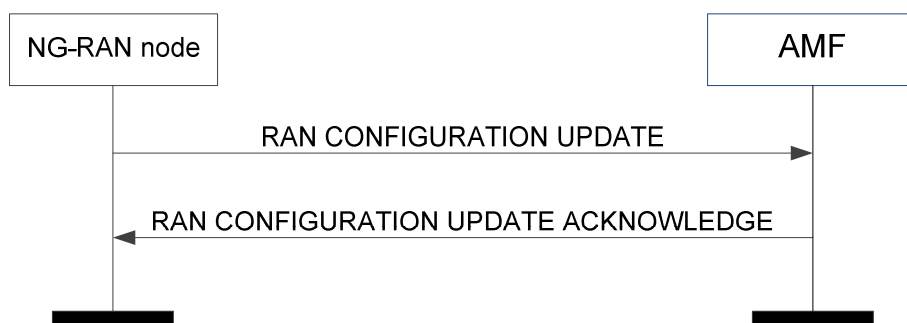 NG-RAN node
AMF
RAN CONFIGURATION UPDATE
RAN CONFIGURATION UPDATE ACKNOWLEDGE